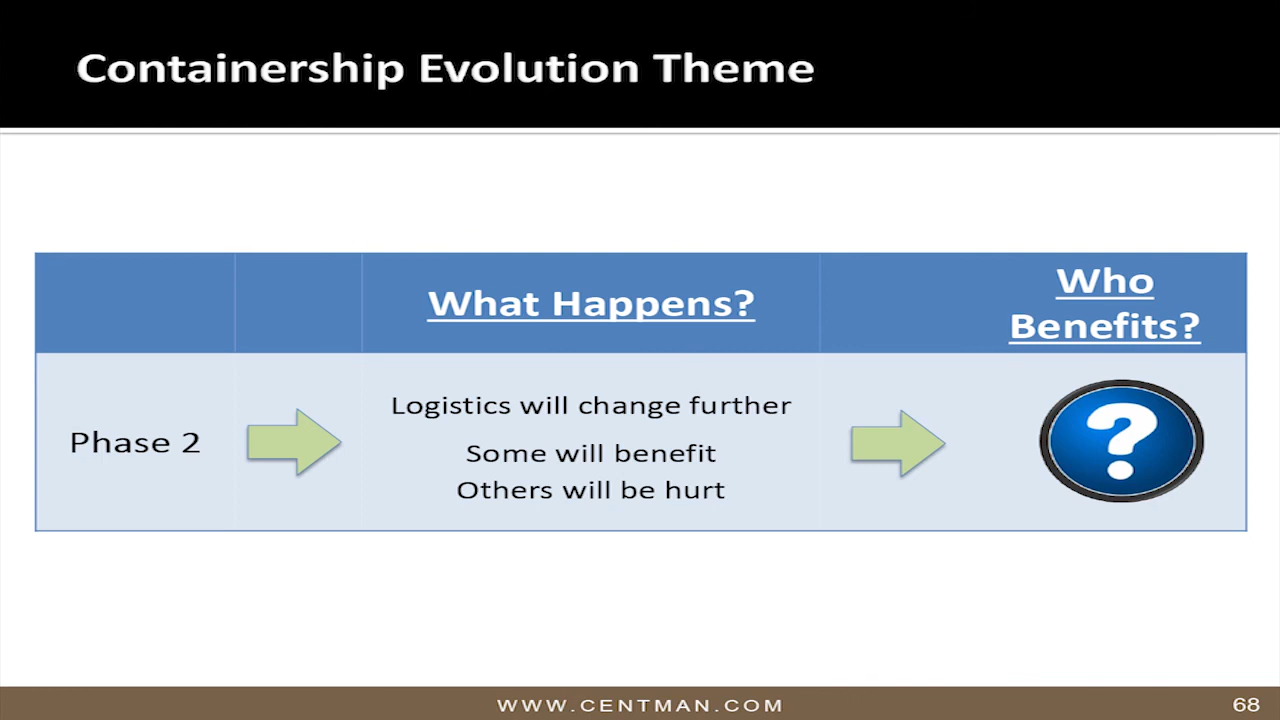 Containership Evolution Theme
What Happens?
Who
Benefits?
Phase 2
Logistics will change further
Some will benefit
Others will be hurt
?
WWW.CENTMAN.COM
68